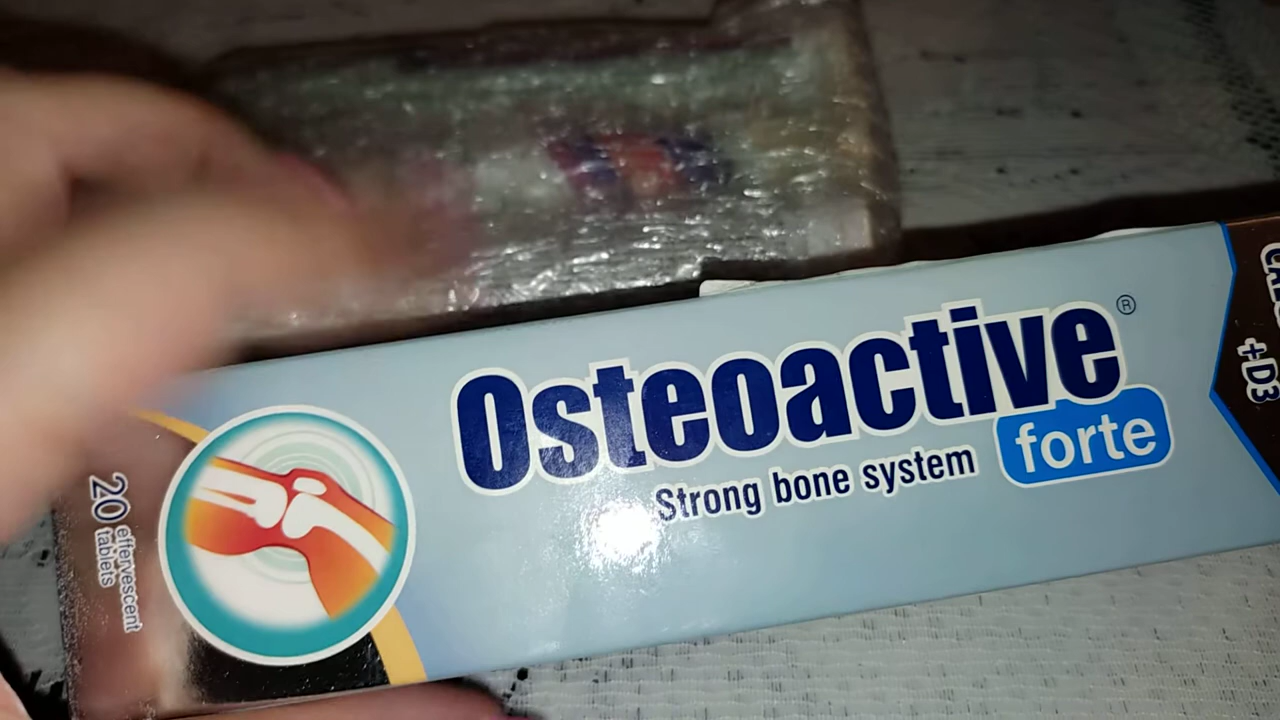 Osteoactive®
forte
Strong bone system
20 effervescent
tablets
+D3